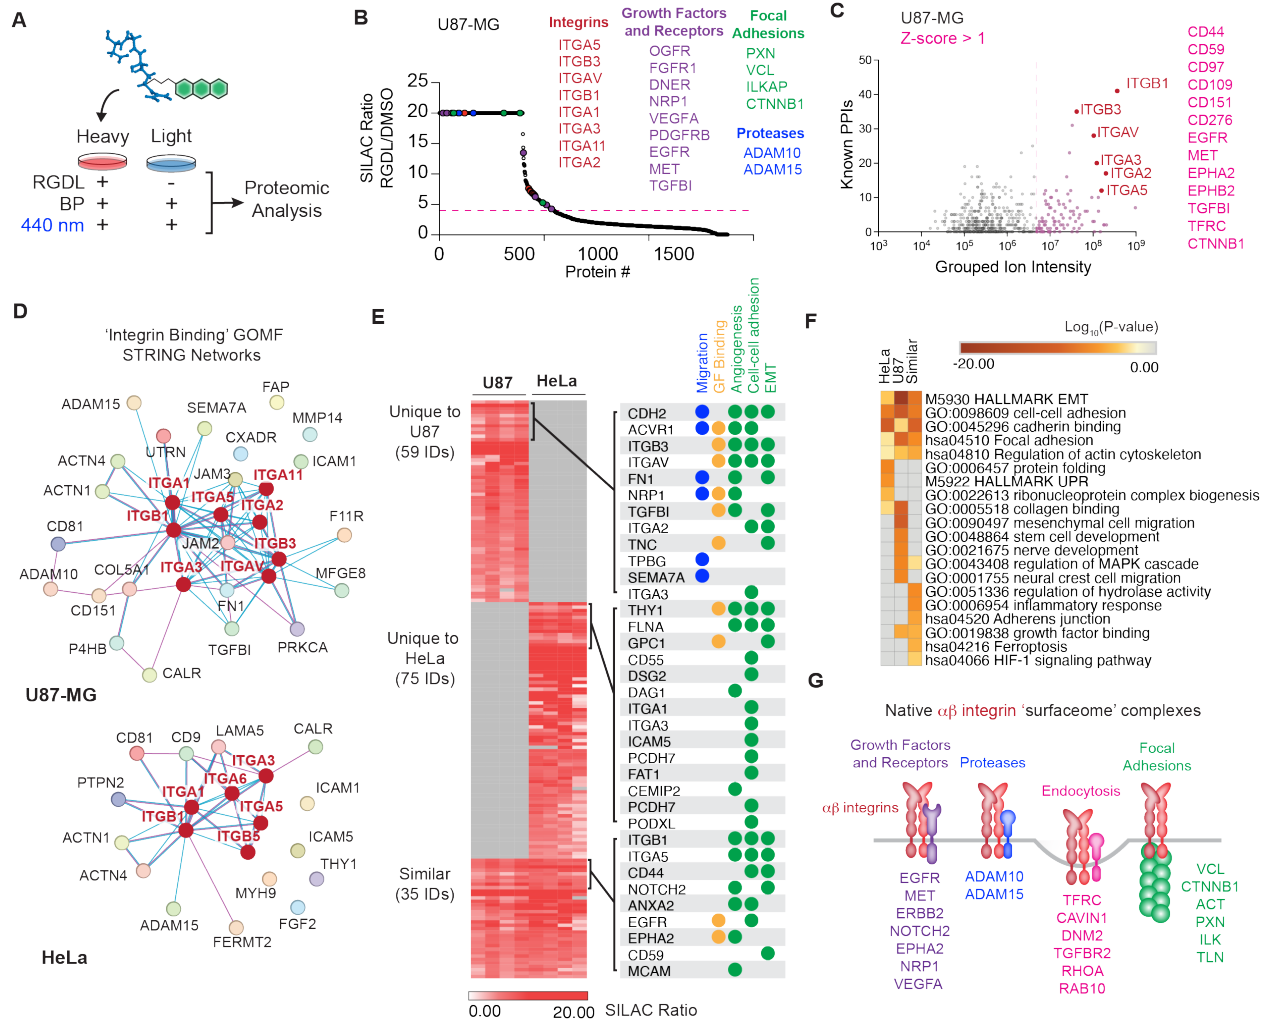 A
Heavy
Light
RGDL
+
-
BP
+
+
440 nm
+
+
Proteomic
Analysis
B
U87-MG
Integrins
ITGA5
ITGB3
ITGAV
ITGB1
ITGA1
ITGA3
ITGA11
ITGA2
Growth Factors
and Receptors
OGFR
FGFR1
DNER
NRP1
VEGFA
PDGFRB
EGFR
MET
TGFBI
Focal
Adhesions
PXN
VCL
ILKAP
CTNNB1
Proteases
ADAM10
ADAM15
SILAC Ratio
RGDL/DMSO
25
20
15
10
5
0
0
500
1000
1500
Protein #
C
U87-MG
Z-score > 1
Known PPIs
50
40
30
20
10
0
10³
10⁴
10⁵
10⁶
10⁷
10⁸
10⁹
Grouped Ion Intensity
ITGB1
ITGB3
ITGAV
ITGA3
ITGA2
ITGA5
CD44
CD59
CD97
CD109
CD151
CD276
EGFR
MET
EPHA2
EPHB2
TGFBI
TFRC
CTNNB1
D
'Integrin Binding' GOMF
STRING Networks
FAP
ADAM15
SEMA7A
MMP14
UTRN
CXADR
ACTN4
JAM3
ICAM1
ITGA1
ITGA11
ACTN1
ITGA5
ITGA2
ITGB1
CD81
F11R
JAM2
ITGB3
ADAM10
COL5A1
ITGA3
ITGAV
MFGE8
CD151
FN1
P4HB
TGFBI
PRKCA
CALR
U87-MG
CD81
CD9
LAMA5
CALR
ITGA3
PTPN2
ITGA6
ITGA1
ICAM1
ITGB1
ITGA5
ACTN1
ITGB5
ICAM5
ACTN4
THY1
MYH9
ADAM15
FGF2
FERMT2
HeLa
E
U87
HeLa
Unique to
U87
(59 IDs)
Unique to
HeLa
(75 IDs)
Similar
(35 IDs)
0.00
20.00
SILAC Ratio
Migration
GF Binding
Angiogenesis
Cell-cell adhesion
EMT
CDH2
ACVR1
ITGB3
ITGAV
FN1
NRP1
TGFBI
ITGA2
TNC
TPBG
SEMA7A
ITGA3
THY1
FLNA
GPC1
CD55
DSG2
DAG1
ITGA1
ITGA3
ICAM5
PCDH7
FAT1
CEMIP2
PCDH7
PODXL
ITGB1
ITGA5
CD44
NOTCH2
ANXA2
EGFR
EPHA2
CD59
MCAM
F
Log₁₀(P-value)
-20.00
0.00
HeLa
U87
Similar
M5930 HALLMARK EMT
GO:0098609 cell-cell adhesion
GO:0045296 cadherin binding
hsa04510 Focal adhesion
hsa04810 Regulation of actin cytoskeleton
GO:0006457 protein folding
M5922 HALLMARK UPR
GO:0022613 ribonucleoprotein complex biogenesis
GO:0005518 collagen binding
GO:0090497 mesenchymal cell migration
GO:0048864 stem cell development
GO:0021675 nerve development
GO:0043408 regulation of MAPK cascade
GO:0001755 neural crest cell migration
GO:0051336 regulation of hydrolase activity
GO:0006954 inflammatory response
hsa04520 Adherens junction
GO:0019838 growth factor binding
hsa04216 Ferroptosis
hsa04066 HIF-1 signaling pathway
G
Native αβ integrin 'surfaceome' complexes
Growth Factors
and Receptors
Proteases
Endocytosis
Focal
Adhesions
αβ integrins
EGFR
MET
ERBB2
NOTCH2
EPHA2
NRP1
VEGFA
ADAM10
ADAM15
TFRC
CAVIN1
DNM2
TGFBR2
RHOA
RAB10
VCL
CTNNB1
ACT
PXN
ILK
TLN